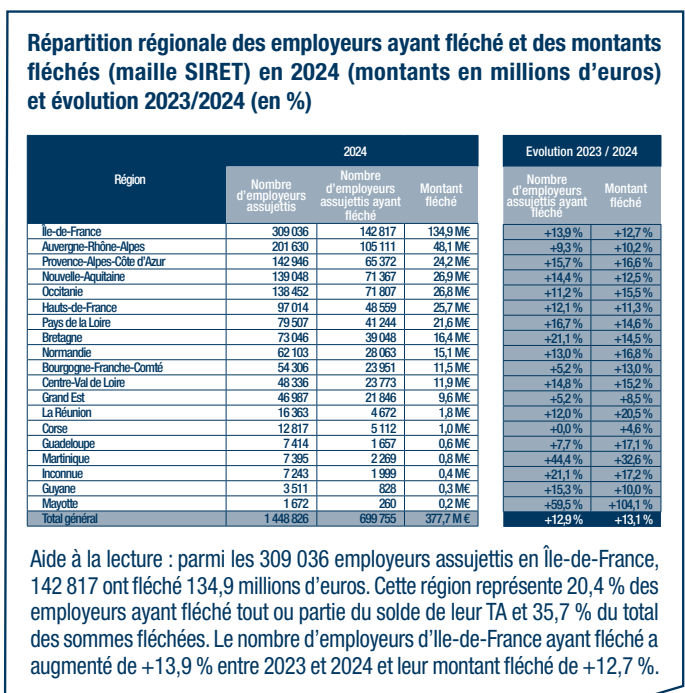 Répartition régionale des employeurs ayant fléché et des montants
fléchés (maille SIRET) en 2024 (montants en millions d'euros)
et évolution 2023/2024 (en %)
Région
2024
Evolution 2023 / 2024
Nombre d'employeurs assujettis
Nombre d'employeurs assujettis ayant fléché
Montant fléché
Nombre d'employeurs assujettis ayant fléché
Montant fléché
Île-de-France 309 036 142 817 134,9 M€ +13,9 % +12,7 %
Auvergne-Rhône-Alpes 201 630 105 111 48,1 M€ +9,3 % +10,2 %
Provence-Alpes-Côte d'Azur 142 946 65 372 24,2 M€ +15,7 % +16,6 %
Nouvelle-Aquitaine 139 048 71 367 26,9 M€ +14,4 % +12,5 %
Occitanie 138 452 71 807 26,8 M€ +11,2 % +15,5 %
Hauts-de-France 97 014 48 559 25,7 M€ +12,1 % +11,3 %
Pays de la Loire 79 507 41 244 21,6 M€ +16,7 % +14,6 %
Bretagne 73 046 39 048 16,4 M€ +21,1 % +14,5 %
Normandie 62 103 28 063 15,1 M€ +13,0 % +16,8 %
Bourgogne-Franche-Comté 54 306 23 951 11,5 M€ +5,2 % +13,0 %
Centre-Val de Loire 48 336 23 773 11,9 M€ +14,8 % +15,2 %
Grand Est 46 987 21 846 9,6 M€ +5,2 % +8,5 %
La Réunion 16 363 4 672 1,8 M€ +12,0 % +20,5 %
Corse 12 817 5 112 1,0 M€ +0,0 % +4,6 %
Guadeloupe 7 414 1 657 0,6 M€ +7,7 % +17,1 %
Martinique 7 395 2 269 0,8 M€ +44,4 % +32,6 %
Inconnue 7 243 1 999 0,4 M€ +21,1 % +17,2 %
Guyane 3 511 828 0,3 M€ +15,3 % +10,0 %
Mayotte 1 672 260 0,2 M€ +59,5 % +104,1 %
Total général 1 448 826 699 755 377,7 M € +12,9 % +13,1 %
Aide à la lecture : parmi les 309 036 employeurs assujettis en Île-de-France,
142 817 ont fléché 134,9 millions d'euros. Cette région représente 20,4 % des
employeurs ayant fléché tout ou partie du solde de leur TA et 35,7 % du total
des sommes fléchées. Le nombre d'employeurs d'Ile-de-France ayant fléché a
augmenté de +13,9 % entre 2023 et 2024 et leur montant fléché de +12,7 %.